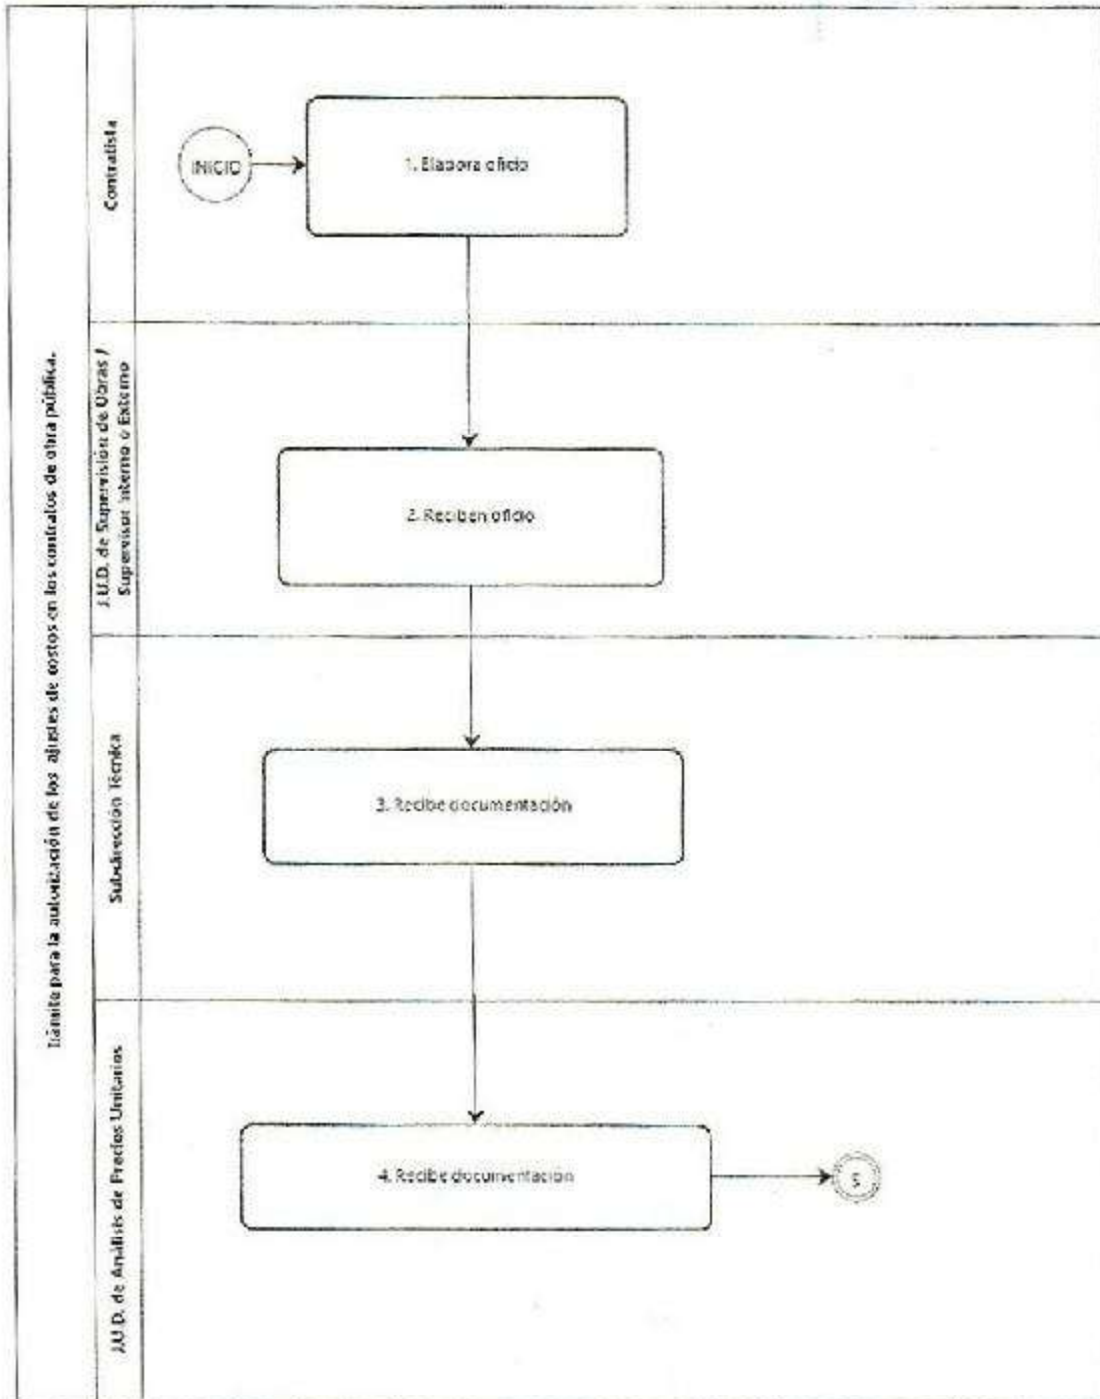 Trámite para la autorización de los ajustes de costos en los contratos de obra pública.
Contratista
INICIO
1. Elabora oficio
J.U.D. de Supervisión de Obras /
Supervisor Interno o Externo
2. Reciben oficio
Subdirección Técnica
3. Recibe documentación
J.U.D. de Análisis de Precios Unitarios
4. Recibe documentación